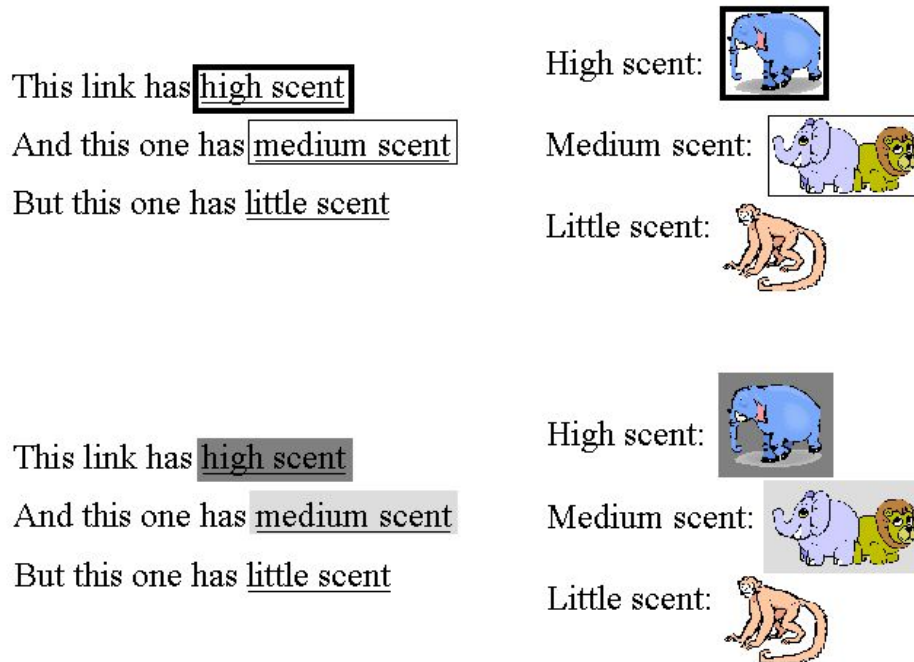 This link has high scent
And this one has medium scent
But this one has little scent
High scent:
Medium scent:
Little scent:
This link has high scent
And this one has medium scent
But this one has little scent
High scent:
Medium scent:
Little scent: